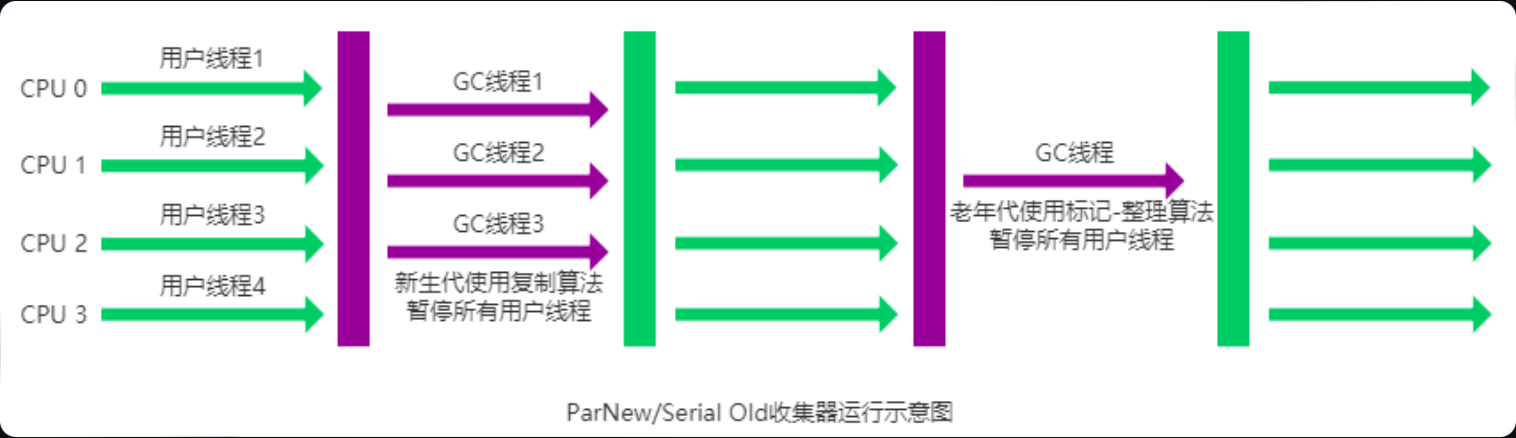 用户线程1
CPU 0
用户线程2
CPU 1
用户线程3
CPU 2
用户线程4
CPU 3
GC线程1
GC线程2
GC线程3
新生代使用复制算法
暂停所有用户线程
GC线程
老年代使用标记-整理算法
暂停所有用户线程
ParNew/Serial Old收集器运行示意图